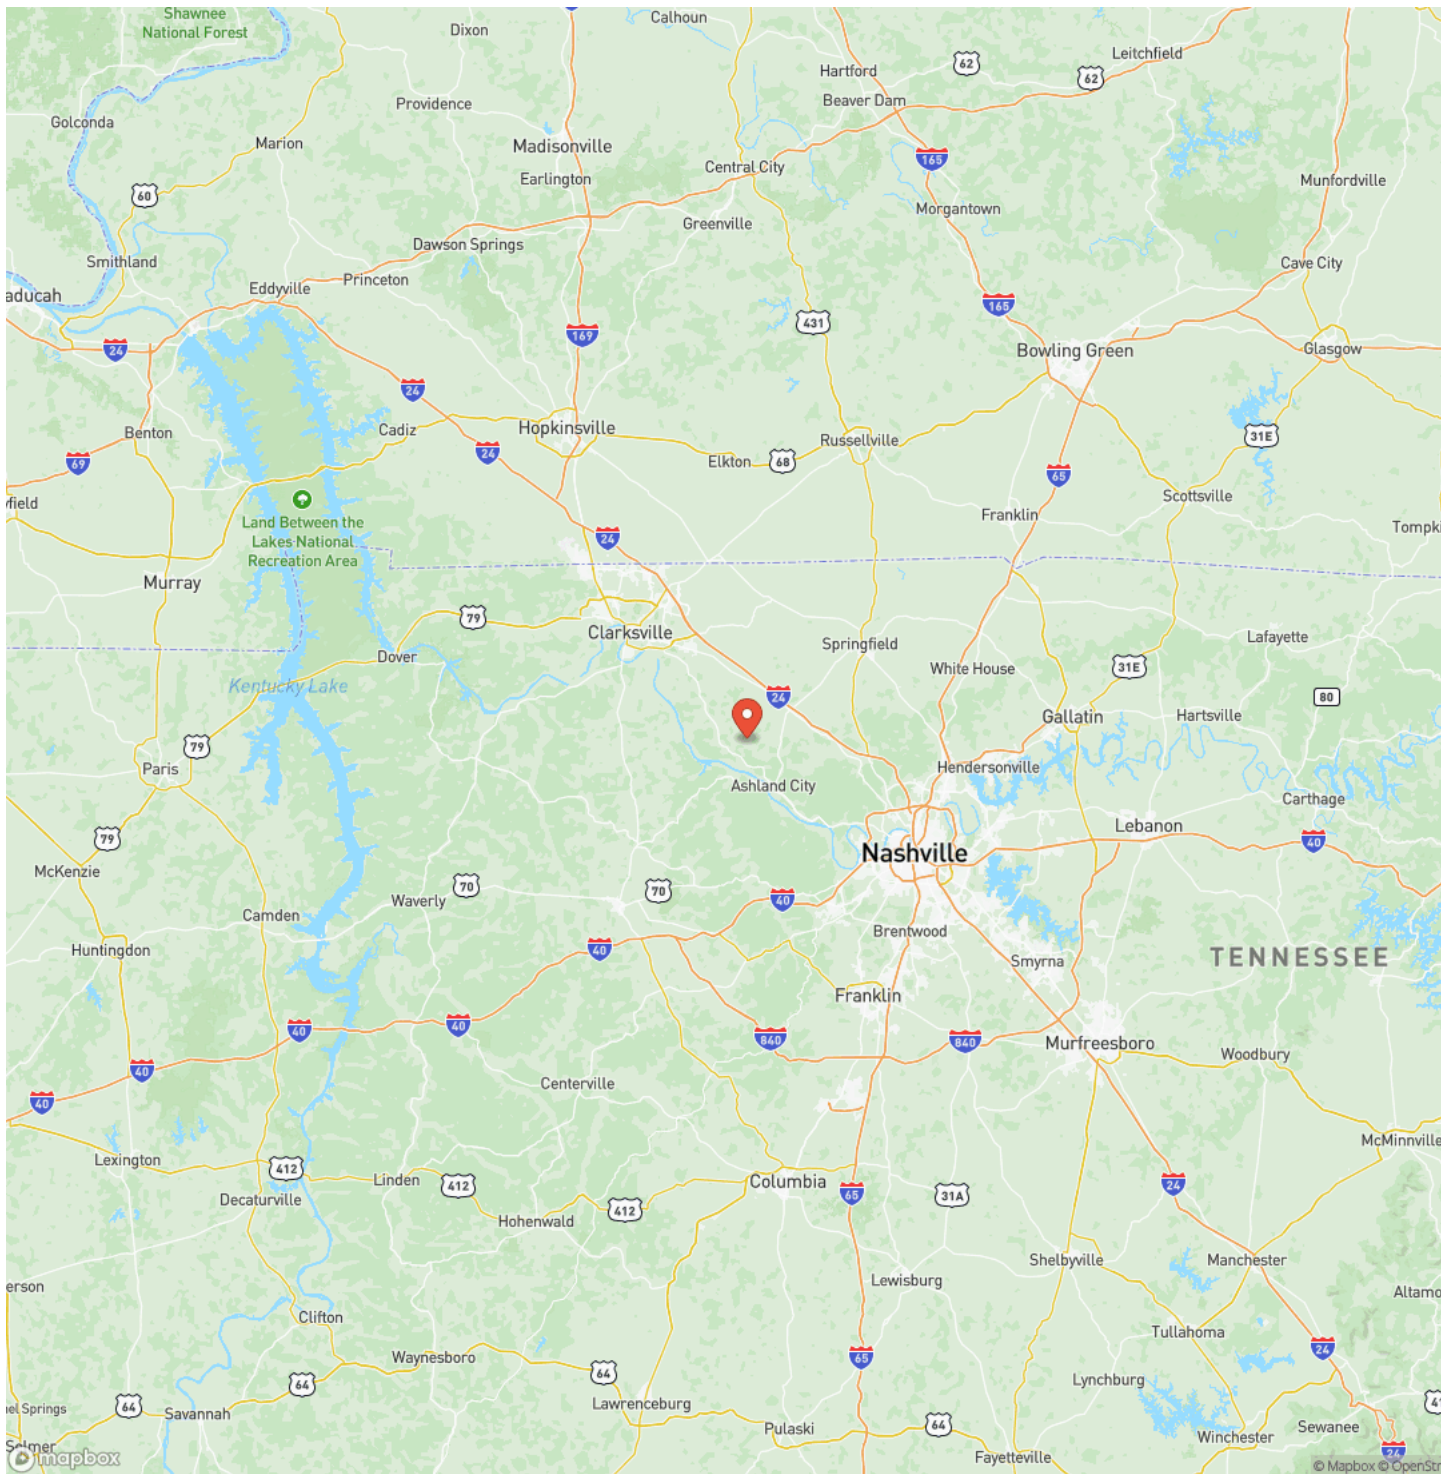 Shawnee
National Forest
Calhoun
Dixon
Leitchfield
62
62
Hartford
Beaver Dam
Providence
Golconda
Marion
Madisonville
Central City
165
Earlington
Munfordville
60
Morgantown
Greenville
Dawson Springs
Smithland
Cave City
Princeton
Eddyville
aducah
165
431
169
24
Bowling Green
Glasgow
24
Hopkinsville
Cadiz
Benton
Russellville
31E
24
69
Elkton
68
65
Scottsville
yfield
Franklin
Land Between the
Lakes National
Recreation Area
Tompki
24
Murray
79
Clarksville
Lafayette
Springfield
Dover
White House
31E
Kentucky Lake
24
80
Gallatin
Hartsville
79
Paris
Hendersonville
Ashland City
Carthage
Lebanon
79
40
Nashville
McKenzie
70
70
Waverly
40
Camden
Brentwood
Huntingdon
40
TENNESSEE
Smyrna
Franklin
40
40
840
840
Murfreesboro
Woodbury
40
Centerville
40
McMinnville
Lexington
412
Linden
412
Columbia
24
65
31A
Decaturville
412
Hohenwald
Shelbyville
Manchester
Lewisburg
erson
Altamo
Clifton
Tullahoma
24
Waynesboro
65
64
Lynchburg
64
64
Lawrenceburg
41
nel Springs
Savannah
Pulaski
64
Sewanee
Winchester
Selmer
Fayetteville
24
mapbox
© Mapbox © OpenStr